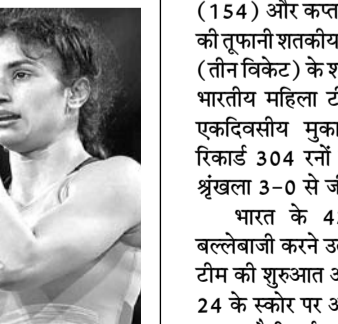 (154) और कप्त
की तूफानी शतकीय
(तीन विकेट) के श
भारतीय महिला टी
एकदिवसीय मुका
रिकार्ड 304 रनों
श्रृंखला 3-0 से ज
भारत के 4
बल्लेबाजी करने उ
टीम की शुरुआत अ
24 के स्कोर पर अ